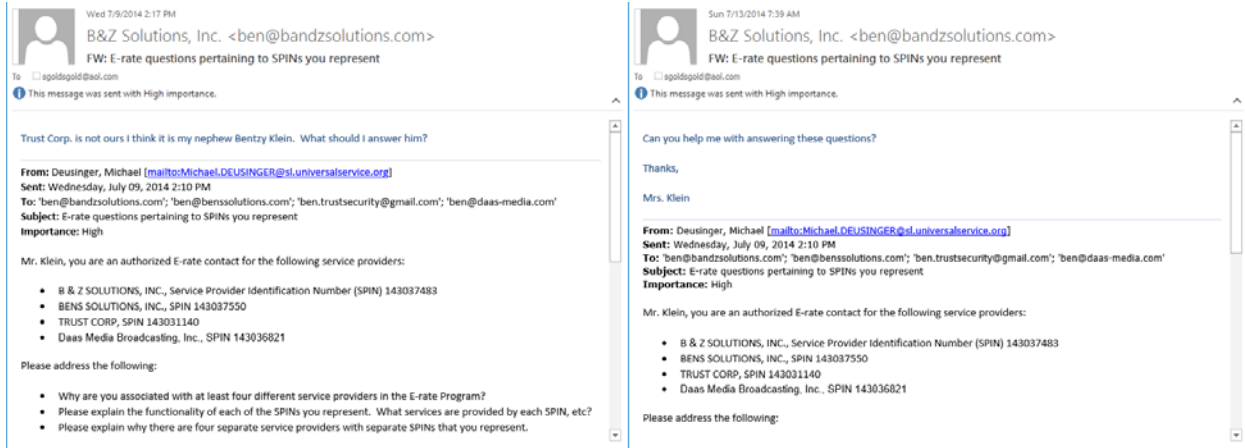 Wed 7/9/2014 2:17 PM
B&Z Solutions, Inc. <ben@bandzsolutions.com>
FW: E-rate questions pertaining to SPINs you represent
To sgoldsgold@aol.com
This message was sent with High importance.
Trust Corp. is not ours I think it is my nephew Bentzy Klein. What should I answer him?
From: Deusinger, Michael [mailto:Michael.DEUSINGER@sl.universalservice.org]
Sent: Wednesday, July 09, 2014 2:10 PM
To: 'ben@bandzsolutions.com'; 'ben@benssolutions.com'; 'ben.trustsecurity@gmail.com'; 'ben@daas-media.com'
Subject: E-rate questions pertaining to SPINs you represent
Importance: High
Mr. Klein, you are an authorized E-rate contact for the following service providers:
• B & Z SOLUTIONS, INC., Service Provider Identification Number (SPIN) 143037483
• BENS SOLUTIONS, INC., SPIN 143037550
• TRUST CORP, SPIN 143031140
• Daas Media Broadcasting, Inc., SPIN 143036821
Please address the following:
• Why are you associated with at least four different service providers in the E-rate Program?
• Please explain the functionality of each of the SPINs you represent. What services are provided by each SPIN, etc?
• Please explain why there are four separate service providers with separate SPINs that you represent.
Sun 7/13/2014 7:39 AM
B&Z Solutions, Inc. <ben@bandzsolutions.com>
FW: E-rate questions pertaining to SPINs you represent
To sgoldsgold@aol.com
This message was sent with High importance.
Can you help me with answering these questions?
Thanks,
Mrs. Klein
From: Deusinger, Michael [mailto:Michael.DEUSINGER@sl.universalservice.org]
Sent: Wednesday, July 09, 2014 2:10 PM
To: 'ben@bandzsolutions.com'; 'ben@benssolutions.com'; 'ben.trustsecurity@gmail.com'; 'ben@daas-media.com'
Subject: E-rate questions pertaining to SPINs you represent
Importance: High
Mr. Klein, you are an authorized E-rate contact for the following service providers:
• B & Z SOLUTIONS, INC., Service Provider Identification Number (SPIN) 143037483
• BENS SOLUTIONS, INC., SPIN 143037550
• TRUST CORP, SPIN 143031140
• Daas Media Broadcasting, Inc., SPIN 143036821
Please address the following: